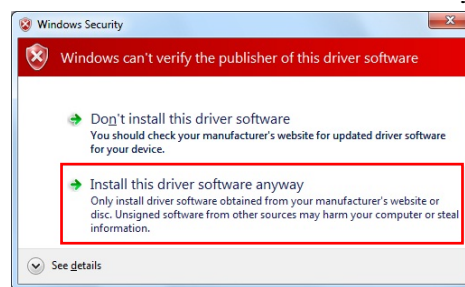 Windows Security
Windows can't verify the publisher of this driver software
Don't install this driver software
You should check your manufacturer's website for updated driver software
for your device.
Install this driver software anyway
Only install driver software obtained from your manufacturer's website or
disc. Unsigned software from other sources may harm your computer or steal
information.
See details